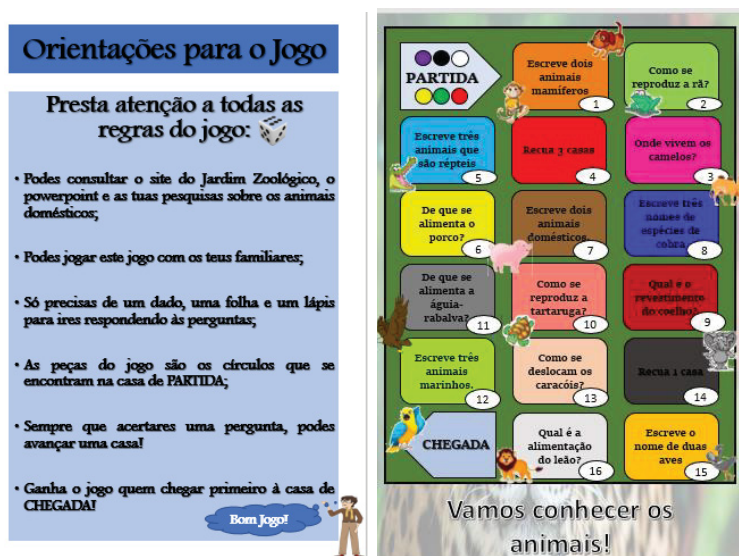 Orientações para o Jogo
Presta atenção a todas as
regras do jogo:
• Podes consultar o site do Jardim Zoológico, o
powerpoint e as tuas pesquisas sobre os animais
domésticos;
• Podes jogar este jogo com os teus familiares;
• Só precisas de um dado, uma folha e um lápis
para ires respondendo às perguntas;
• As peças do jogo são os círculos que se
encontram na casa de PARTIDA;
• Sempre que acertares uma pergunta, podes
avançar uma casa!
• Ganha o jogo quem chegar primeiro à casa de
CHEGADA!
Bom Jogo!
PARTIDA
Escreve dois
animais
mamíferos
1
Como se
reproduz a rã?
2
Onde vivem os
camelos?
3
Recua 3 casas
4
Escreve três
animais que
são répteis
5
De que se
alimenta o
porco?
6
Escreve dois
animais
domésticos.
7
Escreve três
nomes de
espécies de
cobra
8
Qual é o
revestimento
do coelho?
9
Como se
reproduz a
tartaruga?
10
De que se
alimenta a
águia-
rabalva?
11
Escreve três
animais
marinhos.
12
Como se
deslocam os
caracóis?
13
Recua 1 casa
14
Escreve o
nome de duas
aves
15
Qual é a
alimentação
do leão?
16
CHEGADA
Vamos conhecer os
animais!